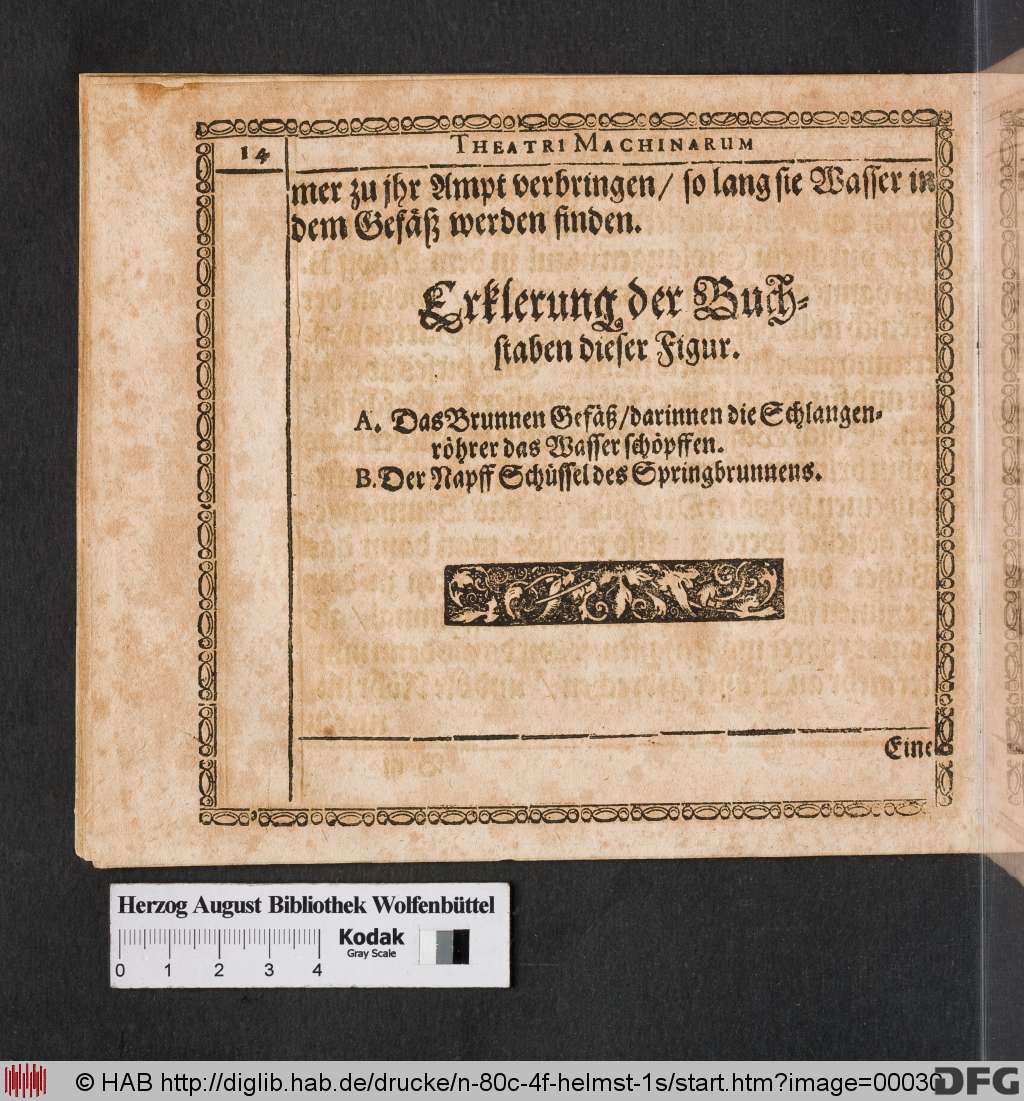 14
THEATRI MACHINARUM
mer zu jhr Ampt verbringen / so lang sie Wasser in
dem Gefäß werden finden.
Erklerung der Buch-
staben dieser Figur.
A. Das Brunnen Gefäß / darinnen die Schlangen-
röhrer das Wasser schöpffen.
B. Der Napff Schüssel des Springbrunnens.
Eine
Herzog August Bibliothek Wolfenbüttel
Kodak
Gray Scale
0 1 2 3 4
© HAB http://diglib.hab.de/drucke/n-80c-4f-helmst-1s/start.htm?image=00030
DFG